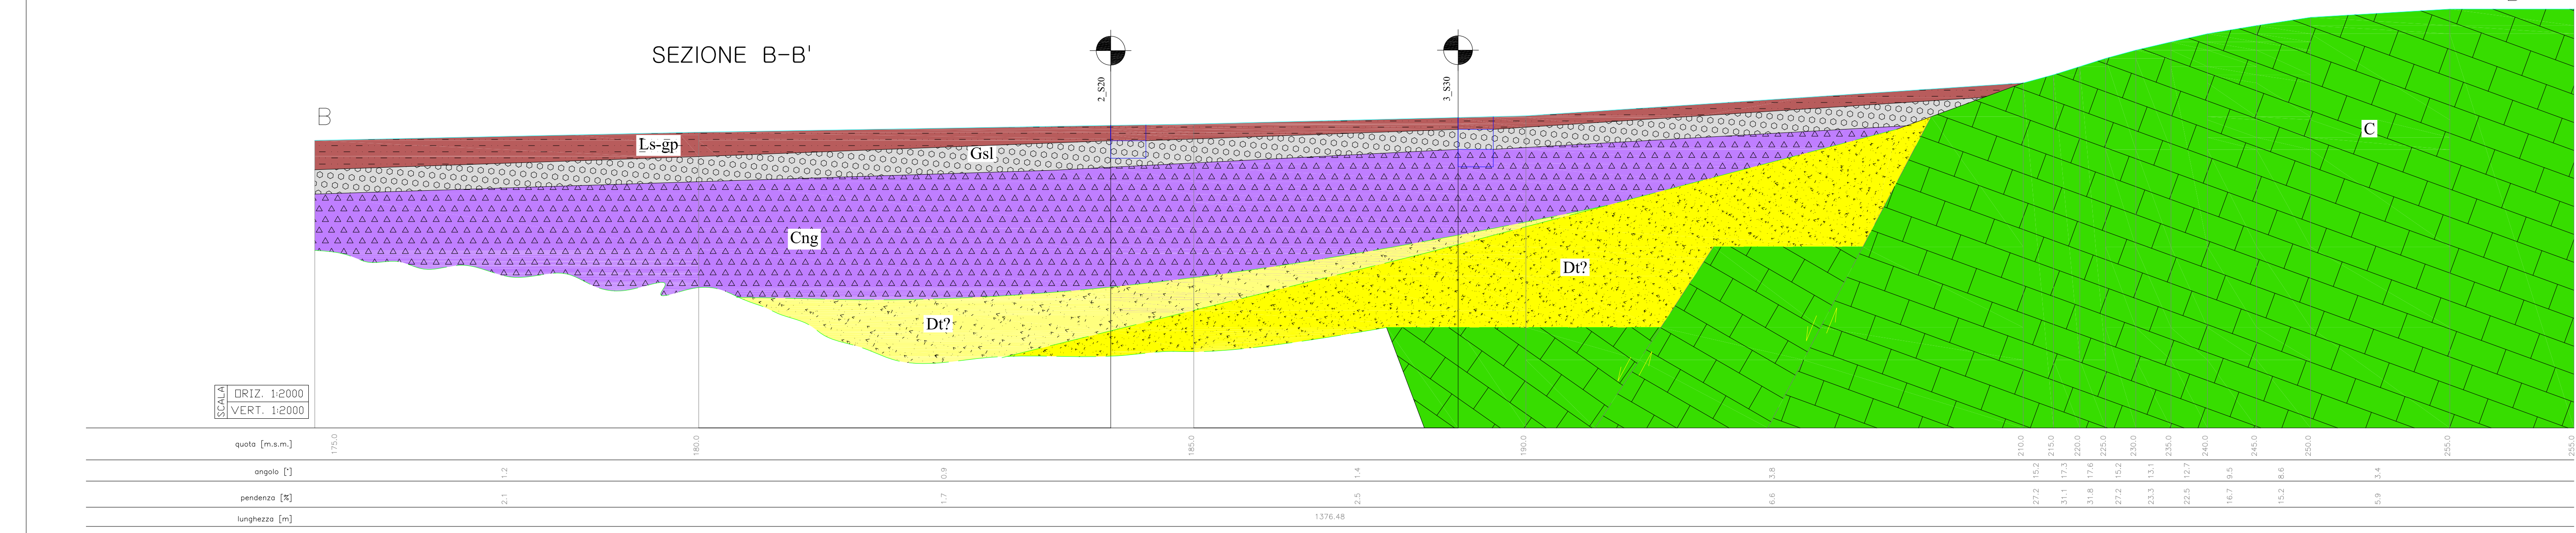 SEZIONE B-B'
B
2_S20
3_S30
Ls-gp
Gsl
Cng
Dt?
Dt?
C
SCALA
ORIZ. 1:2000
VERT. 1:2000
quota [m.s.m.] 175.0 180.0 185.0 190.0 210.0 215.0 220.0 225.0 230.0 235.0 240.0 245.0 250.0 255.0 255.0
angolo [°] 1.2 0.9 1.4 3.8 15.2 17.3 17.6 15.2 13.1 12.7 9.5 8.6 3.4
pendenza [%] 2.1 1.7 2.5 6.6 27.2 31.1 31.8 27.2 23.3 22.5 16.7 15.2 5.9
lunghezza [m] 1376.48